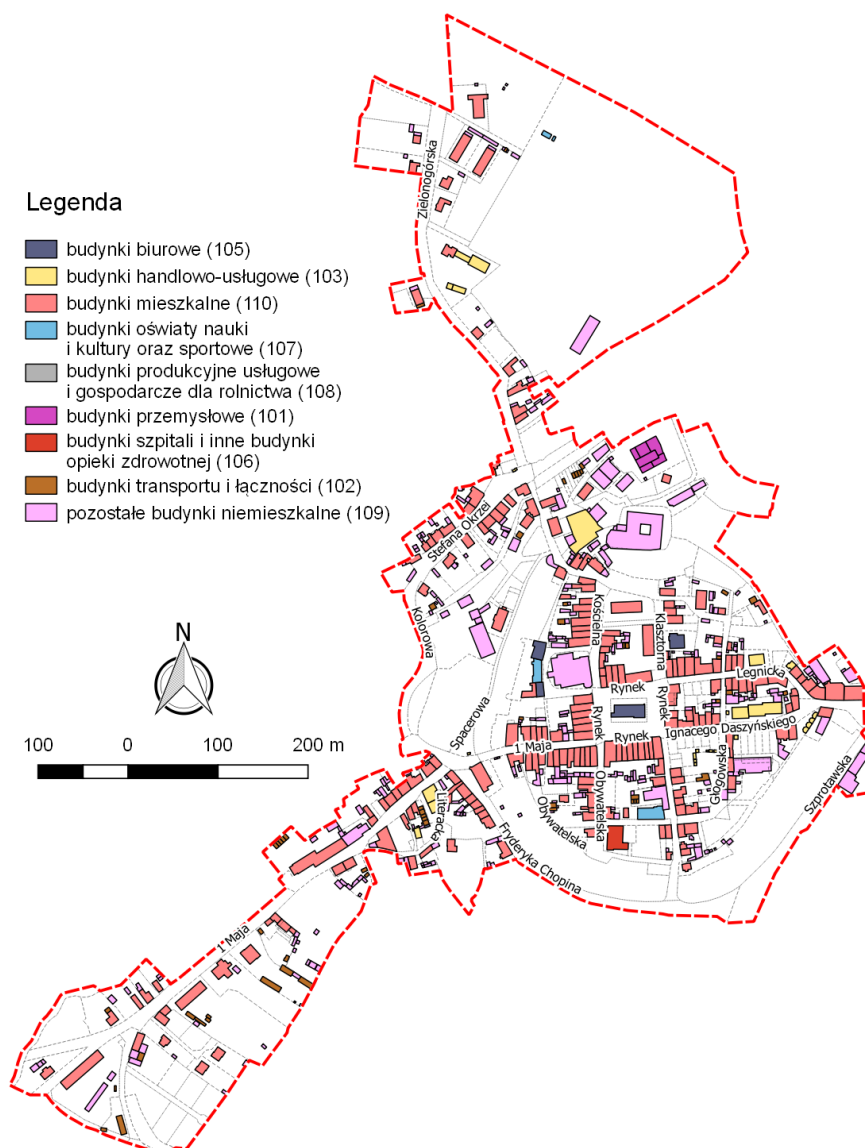 Legenda
budynki biurowe (105)
budynki handlowo-usługowe (103)
budynki mieszkalne (110)
budynki oświaty nauki
i kultury oraz sportowe (107)
budynki produkcyjne usługowe
i gospodarcze dla rolnictwa (108)
budynki przemysłowe (101)
budynki szpitali i inne budynki
opieki zdrowotnej (106)
budynki transportu i łączności (102)
pozostałe budynki niemieszkalne (109)
N
100 0 100 200 m
Zielonogórska
Stefana Okrzei
Kolorowa
Kościelna
Klasztorna
Legnicka
Rynek
Rynek
Spacerowa
Rynek
Ignacego Daszyńskiego
1 Maja
Rynek
Głogowska
Szprotawska
Literacka
Obywatelska
Obywatelska
Fryderyka Chopina
1 Maja